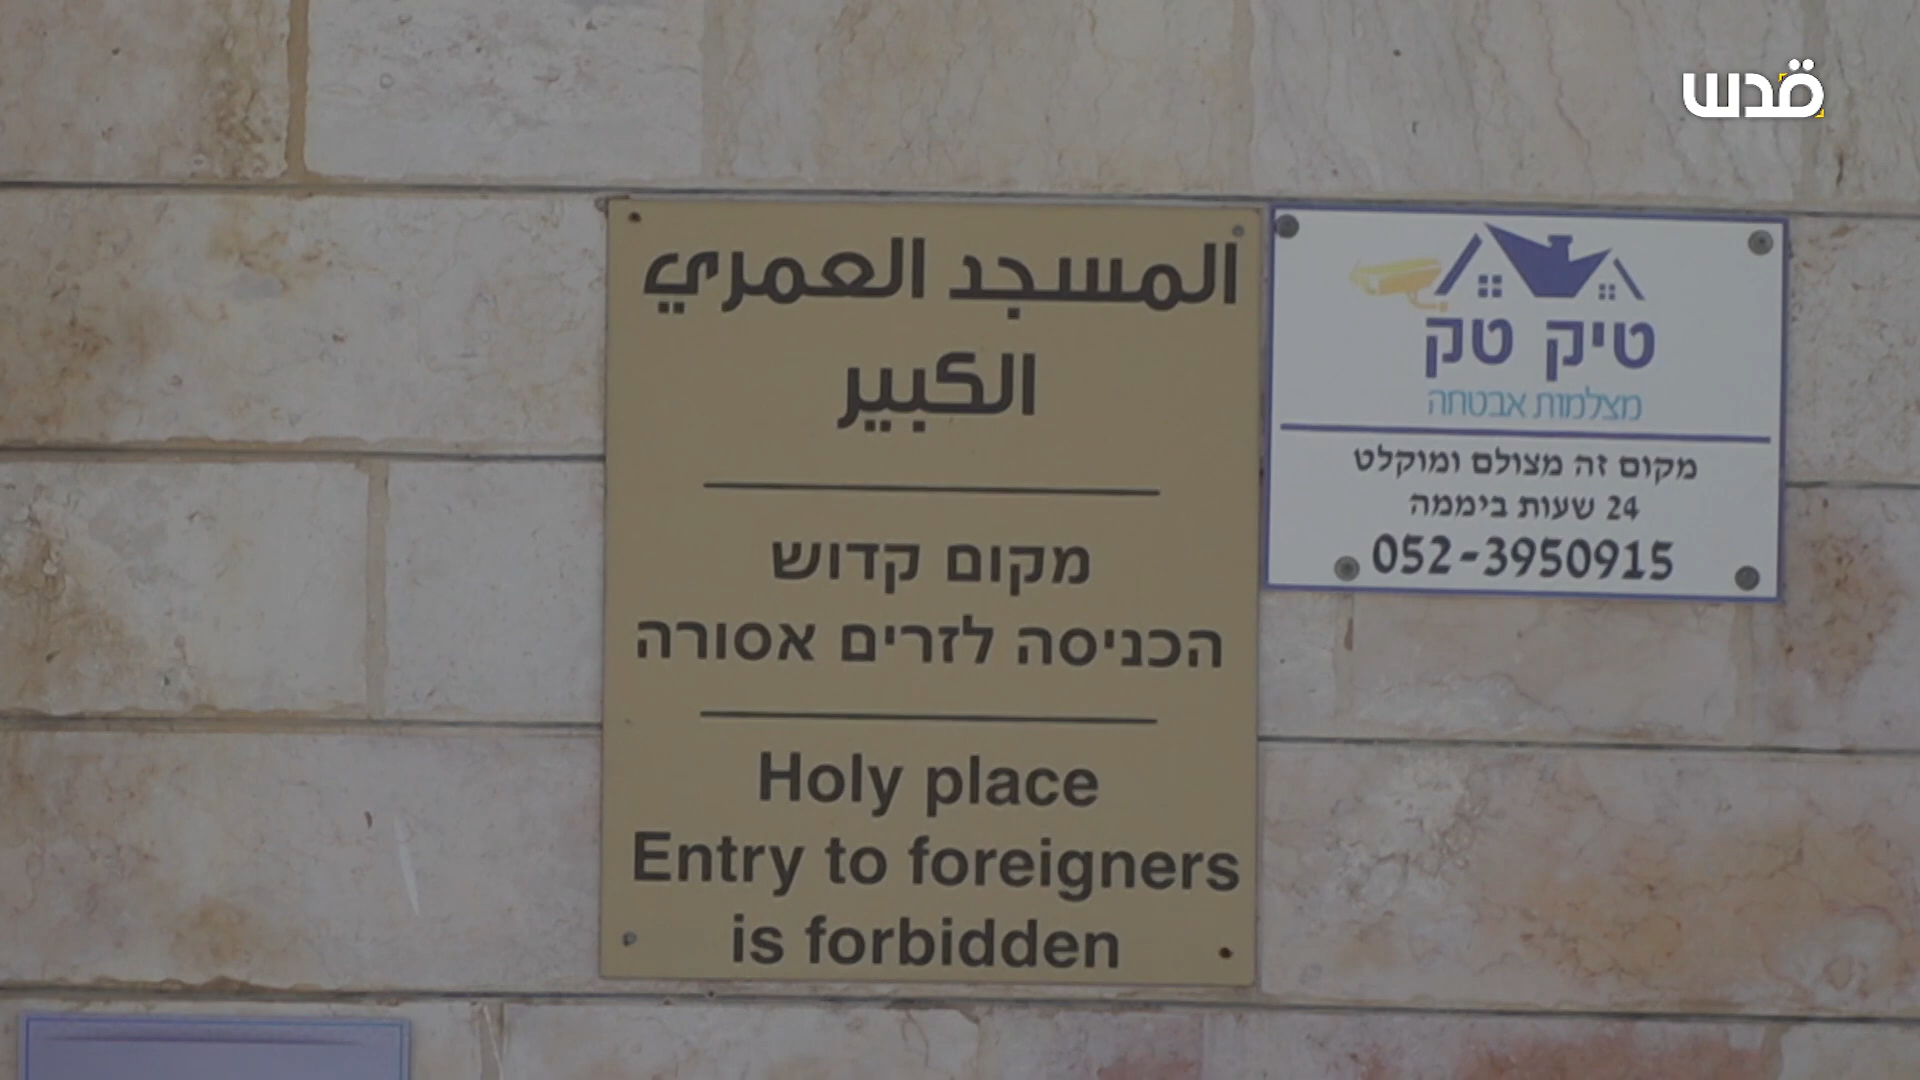 قدس
المسجد العمري
الكبير
מקום קדוש
הכניסה לזרים אסורה
Holy place
Entry to foreigners
is forbidden
טיק טק
מצלמות אבטחה
מקום זה מצולם ומוקלט
24 שעות ביממה
052-3950915